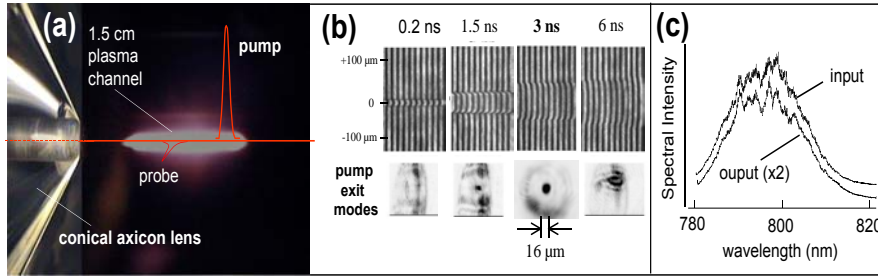 (a)
1.5 cm
plasma
channel
pump
probe
conical axicon lens
(b)
0.2 ns
1.5 ns
3 ns
6 ns
+100 μm
0
-100 μm
pump
exit
modes
16 μm
(c)
Spectral Intensity
input
ouput (x2)
780
800
820
wavelength (nm)